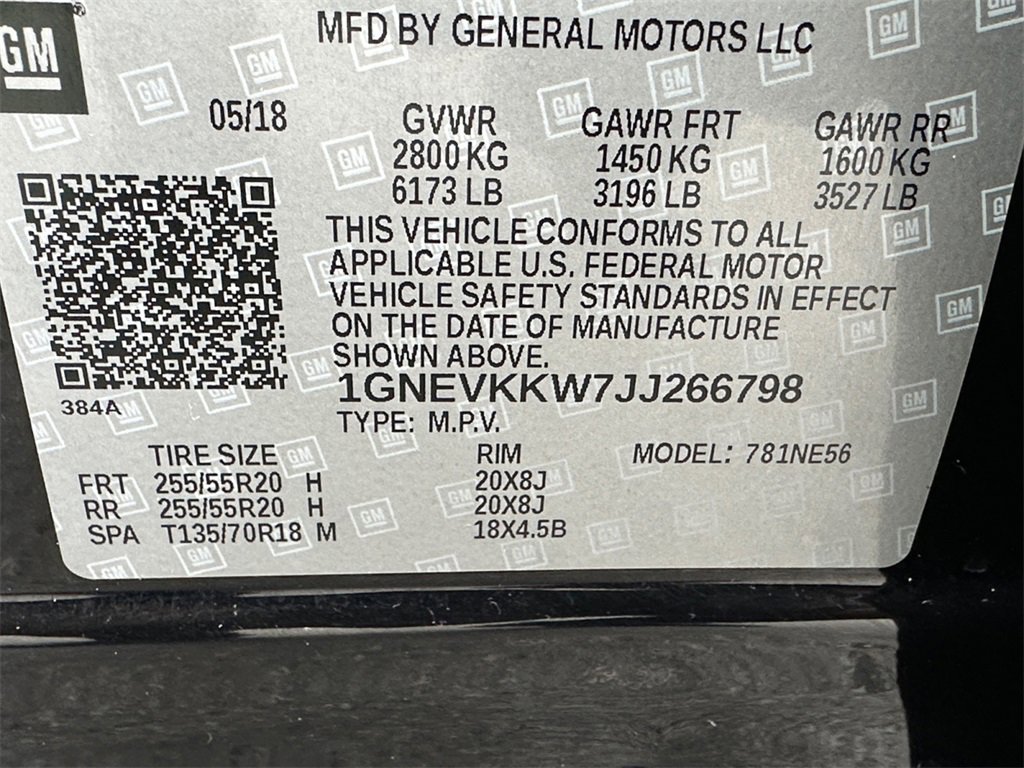 GM
MFD BY GENERAL MOTORS LLC
05/18 GVWR GAWR FRT GAWR RR
2800 KG 1450 KG 1600 KG
6173 LB 3196 LB 3527 LB
THIS VEHICLE CONFORMS TO ALL
APPLICABLE U.S. FEDERAL MOTOR
VEHICLE SAFETY STANDARDS IN EFFECT
ON THE DATE OF MANUFACTURE
SHOWN ABOVE.
1GNEVKKW7JJ266798
384A
TYPE: M.P.V.
TIRE SIZE RIM MODEL: 781NE56
FRT 255/55R20 H 20X8J
RR 255/55R20 H 20X8J
SPA T135/70R18 M 18X4.5B